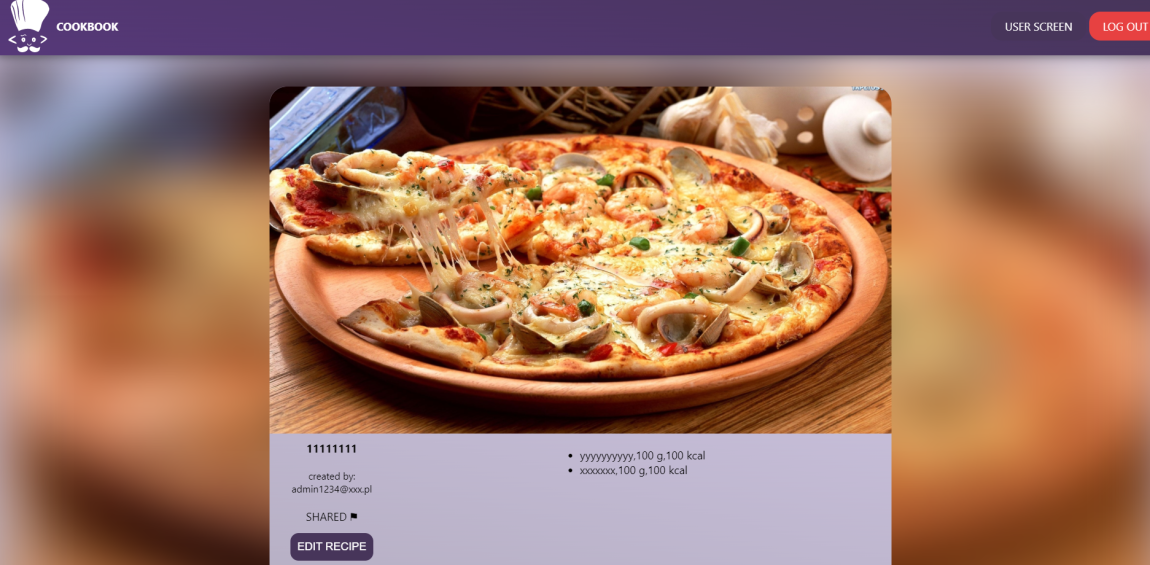 COOKBOOK
USER SCREEN
LOG OUT
11111111
created by:
admin1234@xxx.pl
SHARED
EDIT RECIPE
• yyyyyyyyyy,100 g,100 kcal
• xxxxxxx,100 g,100 kcal